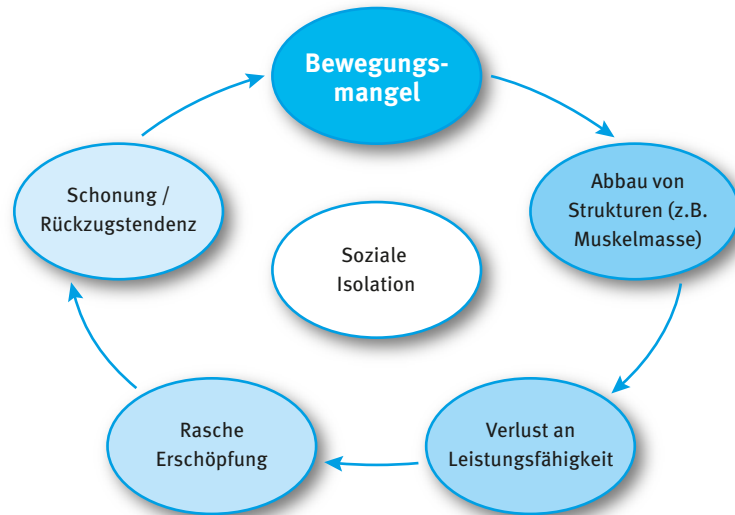 Bewegungs-
mangel
Abbau von
Strukturen (z.B.
Muskelmasse)
Schonung /
Rückzugstendenz
Soziale
Isolation
Verlust an
Leistungsfähigkeit
Rasche
Erschöpfung